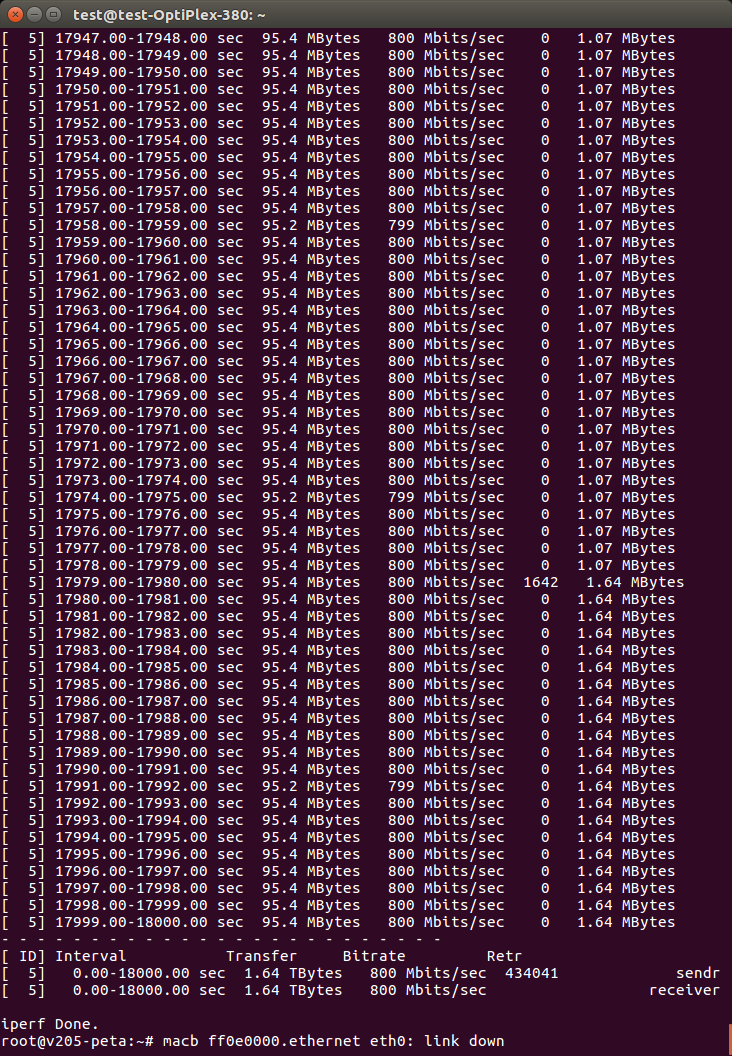 test@test-OptiPlex-380: ~
[  5] 17947.00-17948.00 sec  95.4 MBytes   800 Mbits/sec    0   1.07 MBytes
[  5] 17948.00-17949.00 sec  95.4 MBytes   800 Mbits/sec    0   1.07 MBytes
[  5] 17949.00-17950.00 sec  95.4 MBytes   800 Mbits/sec    0   1.07 MBytes
[  5] 17950.00-17951.00 sec  95.4 MBytes   800 Mbits/sec    0   1.07 MBytes
[  5] 17951.00-17952.00 sec  95.4 MBytes   800 Mbits/sec    0   1.07 MBytes
[  5] 17952.00-17953.00 sec  95.4 MBytes   800 Mbits/sec    0   1.07 MBytes
[  5] 17953.00-17954.00 sec  95.4 MBytes   800 Mbits/sec    0   1.07 MBytes
[  5] 17954.00-17955.00 sec  95.4 MBytes   800 Mbits/sec    0   1.07 MBytes
[  5] 17955.00-17956.00 sec  95.4 MBytes   800 Mbits/sec    0   1.07 MBytes
[  5] 17956.00-17957.00 sec  95.4 MBytes   800 Mbits/sec    0   1.07 MBytes
[  5] 17957.00-17958.00 sec  95.4 MBytes   800 Mbits/sec    0   1.07 MBytes
[  5] 17958.00-17959.00 sec  95.2 MBytes   799 Mbits/sec    0   1.07 MBytes
[  5] 17959.00-17960.00 sec  95.4 MBytes   800 Mbits/sec    0   1.07 MBytes
[  5] 17960.00-17961.00 sec  95.4 MBytes   800 Mbits/sec    0   1.07 MBytes
[  5] 17961.00-17962.00 sec  95.4 MBytes   800 Mbits/sec    0   1.07 MBytes
[  5] 17962.00-17963.00 sec  95.4 MBytes   800 Mbits/sec    0   1.07 MBytes
[  5] 17963.00-17964.00 sec  95.4 MBytes   800 Mbits/sec    0   1.07 MBytes
[  5] 17964.00-17965.00 sec  95.4 MBytes   800 Mbits/sec    0   1.07 MBytes
[  5] 17965.00-17966.00 sec  95.4 MBytes   800 Mbits/sec    0   1.07 MBytes
[  5] 17966.00-17967.00 sec  95.4 MBytes   800 Mbits/sec    0   1.07 MBytes
[  5] 17967.00-17968.00 sec  95.4 MBytes   800 Mbits/sec    0   1.07 MBytes
[  5] 17968.00-17969.00 sec  95.4 MBytes   800 Mbits/sec    0   1.07 MBytes
[  5] 17969.00-17970.00 sec  95.4 MBytes   800 Mbits/sec    0   1.07 MBytes
[  5] 17970.00-17971.00 sec  95.4 MBytes   800 Mbits/sec    0   1.07 MBytes
[  5] 17971.00-17972.00 sec  95.4 MBytes   800 Mbits/sec    0   1.07 MBytes
[  5] 17972.00-17973.00 sec  95.4 MBytes   800 Mbits/sec    0   1.07 MBytes
[  5] 17973.00-17974.00 sec  95.4 MBytes   800 Mbits/sec    0   1.07 MBytes
[  5] 17974.00-17975.00 sec  95.2 MBytes   799 Mbits/sec    0   1.07 MBytes
[  5] 17975.00-17976.00 sec  95.4 MBytes   800 Mbits/sec    0   1.07 MBytes
[  5] 17976.00-17977.00 sec  95.4 MBytes   800 Mbits/sec    0   1.07 MBytes
[  5] 17977.00-17978.00 sec  95.4 MBytes   800 Mbits/sec    0   1.07 MBytes
[  5] 17978.00-17979.00 sec  95.4 MBytes   800 Mbits/sec    0   1.07 MBytes
[  5] 17979.00-17980.00 sec  95.4 MBytes   800 Mbits/sec  1642   1.64 MBytes
[  5] 17980.00-17981.00 sec  95.4 MBytes   800 Mbits/sec    0   1.64 MBytes
[  5] 17981.00-17982.00 sec  95.4 MBytes   800 Mbits/sec    0   1.64 MBytes
[  5] 17982.00-17983.00 sec  95.4 MBytes   800 Mbits/sec    0   1.64 MBytes
[  5] 17983.00-17984.00 sec  95.4 MBytes   800 Mbits/sec    0   1.64 MBytes
[  5] 17984.00-17985.00 sec  95.4 MBytes   800 Mbits/sec    0   1.64 MBytes
[  5] 17985.00-17986.00 sec  95.4 MBytes   800 Mbits/sec    0   1.64 MBytes
[  5] 17986.00-17987.00 sec  95.4 MBytes   800 Mbits/sec    0   1.64 MBytes
[  5] 17987.00-17988.00 sec  95.4 MBytes   800 Mbits/sec    0   1.64 MBytes
[  5] 17988.00-17989.00 sec  95.4 MBytes   800 Mbits/sec    0   1.64 MBytes
[  5] 17989.00-17990.00 sec  95.4 MBytes   800 Mbits/sec    0   1.64 MBytes
[  5] 17990.00-17991.00 sec  95.4 MBytes   800 Mbits/sec    0   1.64 MBytes
[  5] 17991.00-17992.00 sec  95.2 MBytes   799 Mbits/sec    0   1.64 MBytes
[  5] 17992.00-17993.00 sec  95.4 MBytes   800 Mbits/sec    0   1.64 MBytes
[  5] 17993.00-17994.00 sec  95.4 MBytes   800 Mbits/sec    0   1.64 MBytes
[  5] 17994.00-17995.00 sec  95.4 MBytes   800 Mbits/sec    0   1.64 MBytes
[  5] 17995.00-17996.00 sec  95.4 MBytes   800 Mbits/sec    0   1.64 MBytes
[  5] 17996.00-17997.00 sec  95.4 MBytes   800 Mbits/sec    0   1.64 MBytes
[  5] 17997.00-17998.00 sec  95.4 MBytes   800 Mbits/sec    0   1.64 MBytes
[  5] 17998.00-17999.00 sec  95.4 MBytes   800 Mbits/sec    0   1.64 MBytes
[  5] 17999.00-18000.00 sec  95.4 MBytes   800 Mbits/sec    0   1.64 MBytes
- - - - - - - - - - - - - - - - - - - - - - - - -
[ ID] Interval           Transfer     Bitrate         Retr
[  5]   0.00-18000.00 sec  1.64 TBytes   800 Mbits/sec  434041             sendr
[  5]   0.00-18000.00 sec  1.64 TBytes   800 Mbits/sec                  receiver
iperf Done.
root@v205-peta:~# macb ff0e0000.ethernet eth0: link down